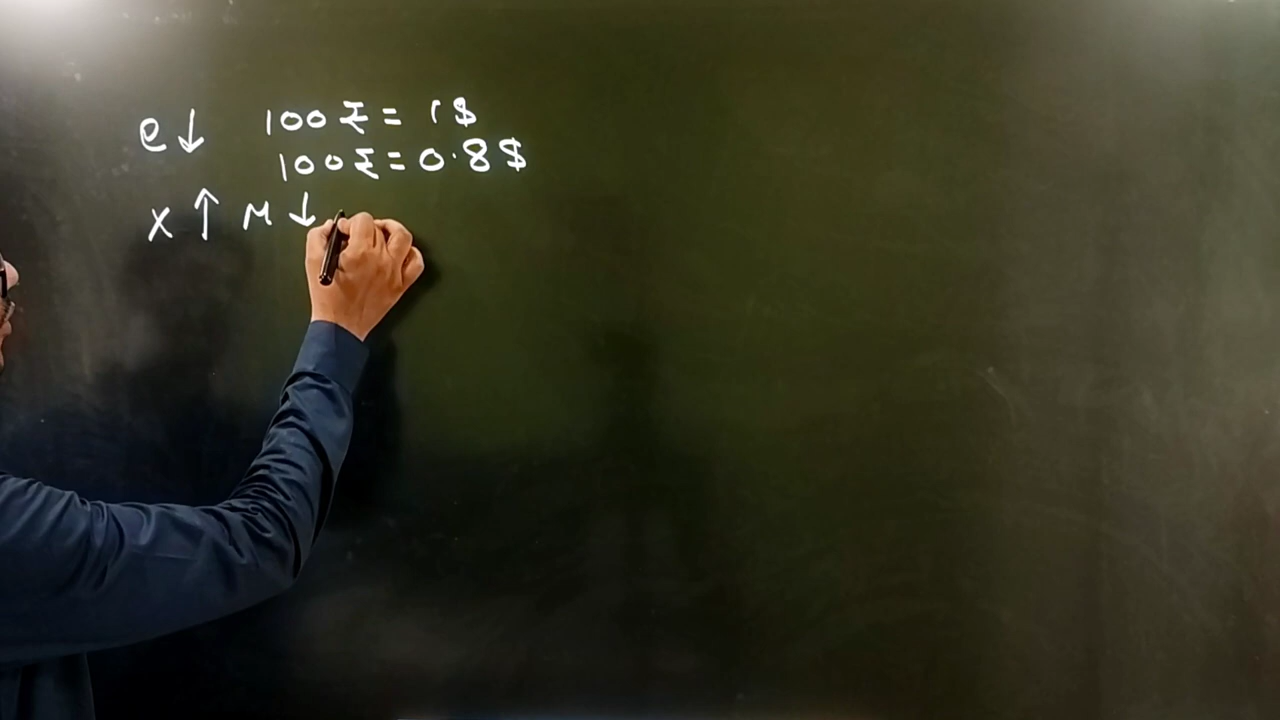 e ↓ 100 ₹ = 1 $
100 ₹ = 0.8 $
X ↑ M ↓